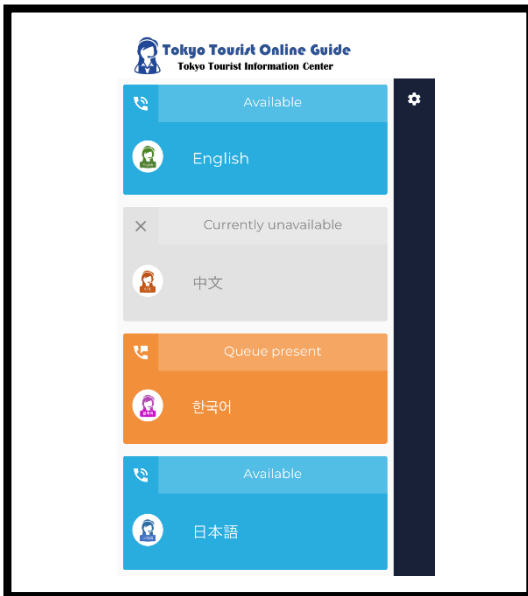 Tokyo Tourist Online Guide
Tokyo Tourist Information Center
Available
English
Currently unavailable
中文
Queue present
한국어
Available
日本語